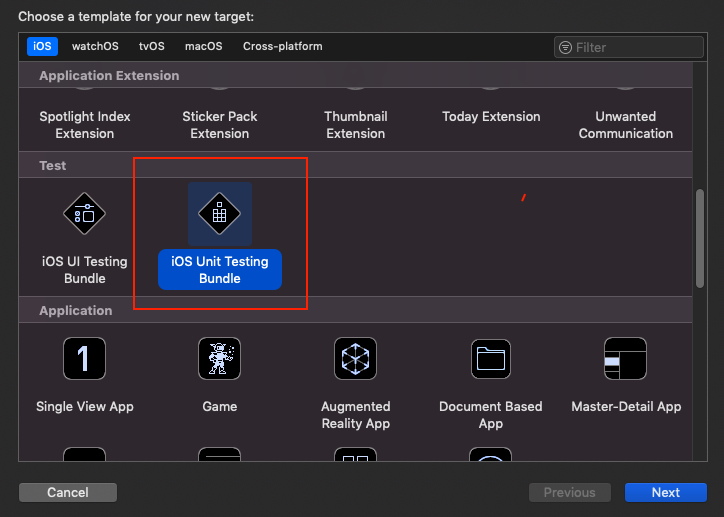 Choose a template for your new target:
iOS watchOS tvOS macOS Cross-platform
Filter
Application Extension
Spotlight Index
Extension
Sticker Pack
Extension
Thumbnail
Extension
Today Extension
Unwanted
Communication
Test
iOS UI Testing
Bundle
iOS Unit Testing
Bundle
Application
1
Single View App
Game
Augmented
Reality App
Document Based
App
Master-Detail App
Cancel
Previous
Next